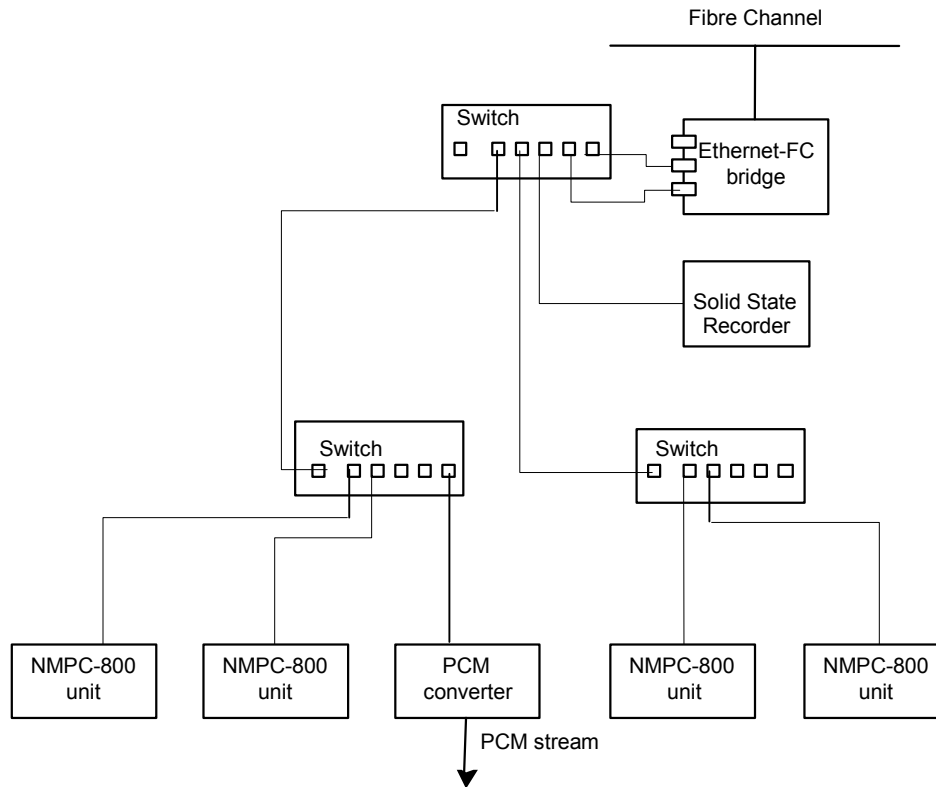 Fibre Channel
Switch
Ethernet-FC
bridge
Solid State
Recorder
Switch
Switch
NMPC-800
unit
NMPC-800
unit
PCM
converter
NMPC-800
unit
NMPC-800
unit
PCM stream